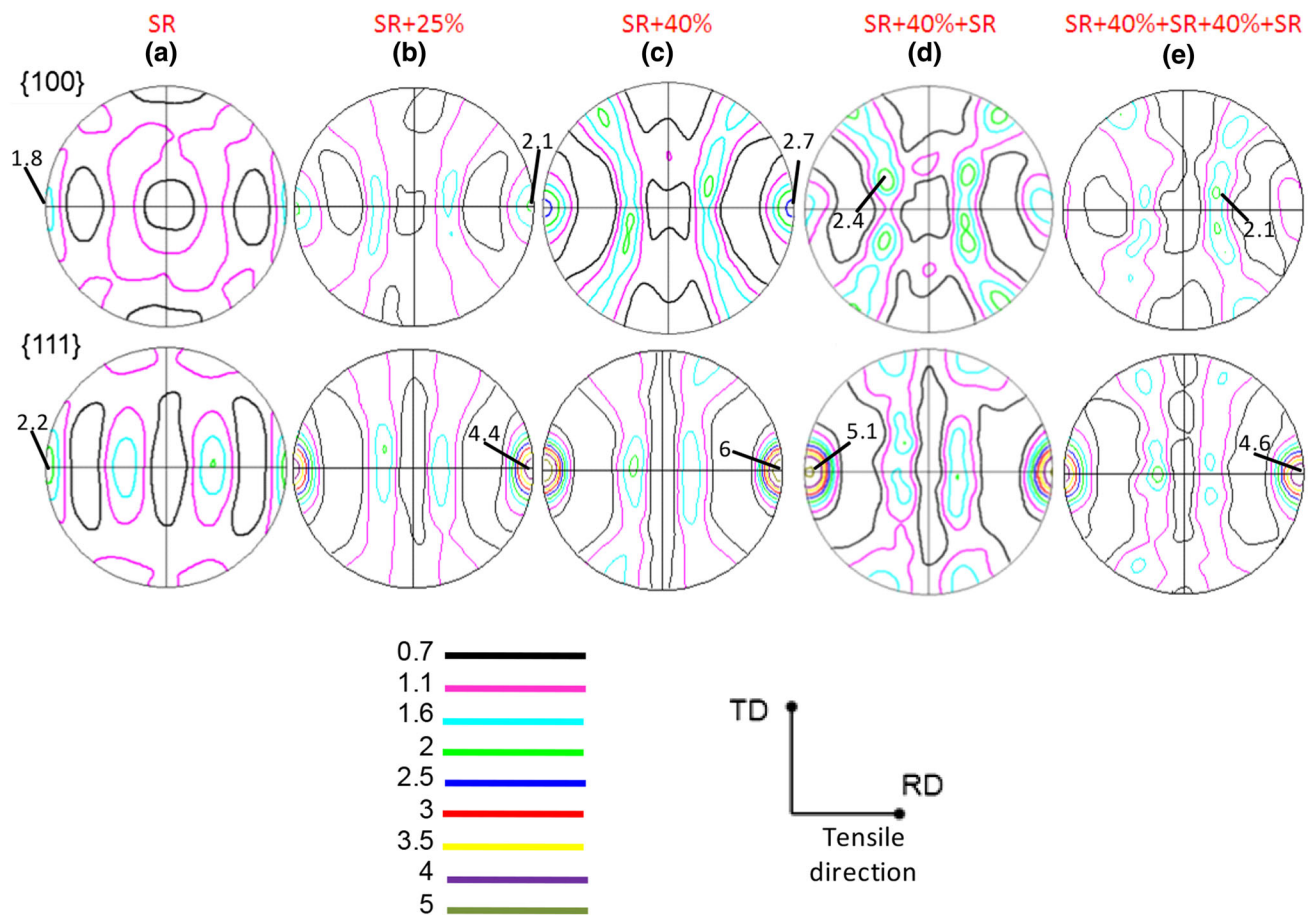 SR SR+25% SR+40% SR+40%+SR SR+40%+SR+40%+SR
(a) (b) (c) (d) (e)
{100}
1.8 2.1 2.7 2.4 2.1
{111}
2.2 4.4 6 5.1 4.6
0.7
1.1
1.6
2
2.5
3
3.5
4
5
TD
RD
Tensile
direction